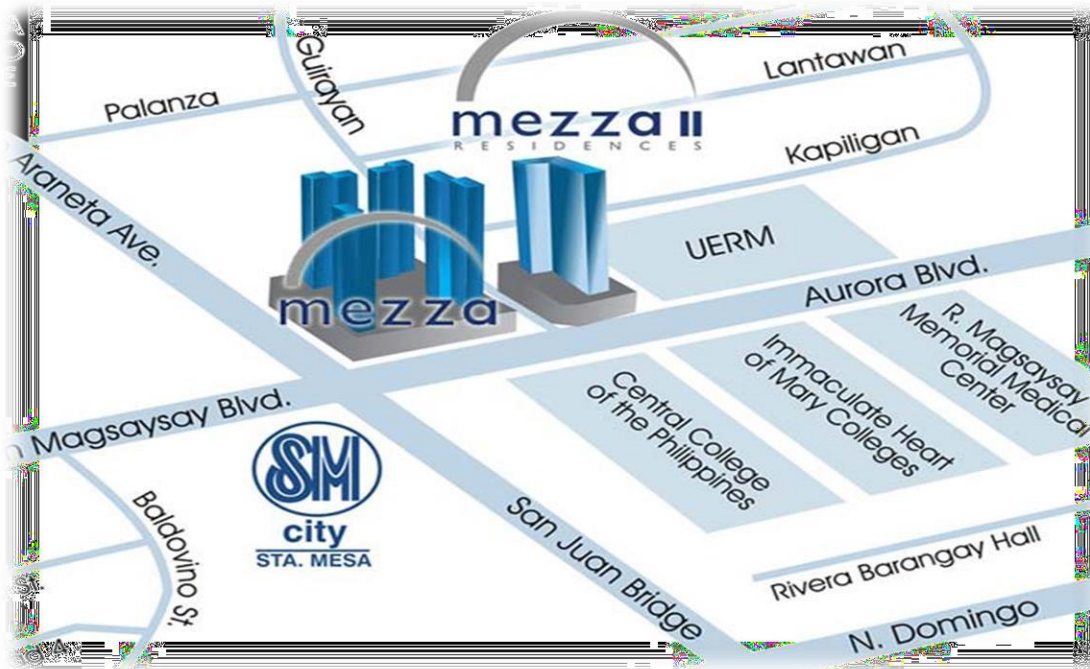 Guirayan
Lantawan
Palanza
mezza II
RESIDENCES
Kapiligan
Araneta Ave.
UERM
Aurora Blvd.
mezza
R. Magsaysay
Memorial Medical
Center
Immaculate Heart
of Mary Colleges
Central College
of the Philippines
Magsaysay Blvd.
SM
city
STA. MESA
Baldovino St.
San Juan Bridge
Rivera Barangay Hall
N. Domingo
St.